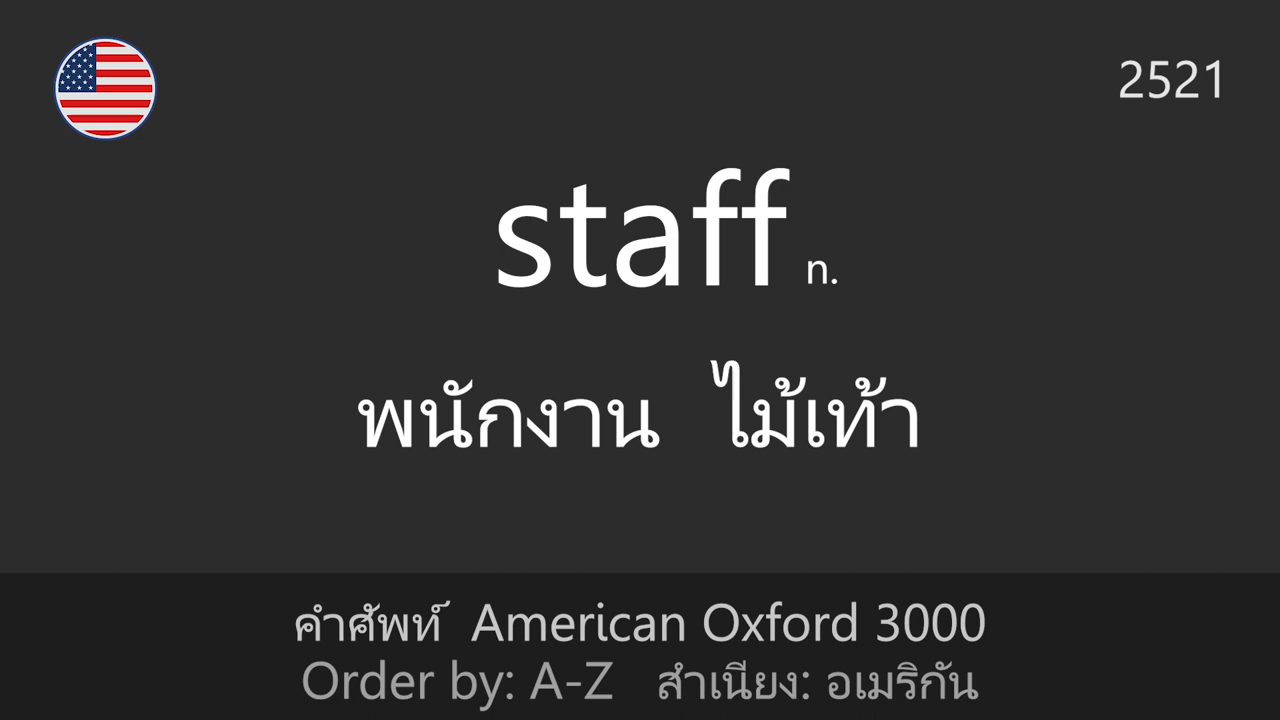 2521
staff n.
พนักงาน ไม้เท้า
คำศัพท์ American Oxford 3000
Order by: A-Z สำเนียง: อเมริกัน